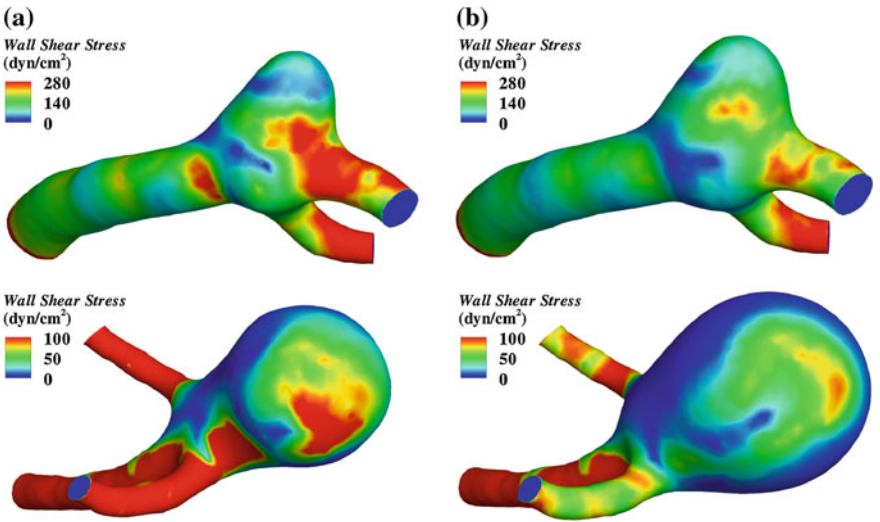 (a)
Wall Shear Stress
(dyn/cm²)
280
140
0
(b)
Wall Shear Stress
(dyn/cm²)
280
140
0
Wall Shear Stress
(dyn/cm²)
100
50
0
Wall Shear Stress
(dyn/cm²)
100
50
0